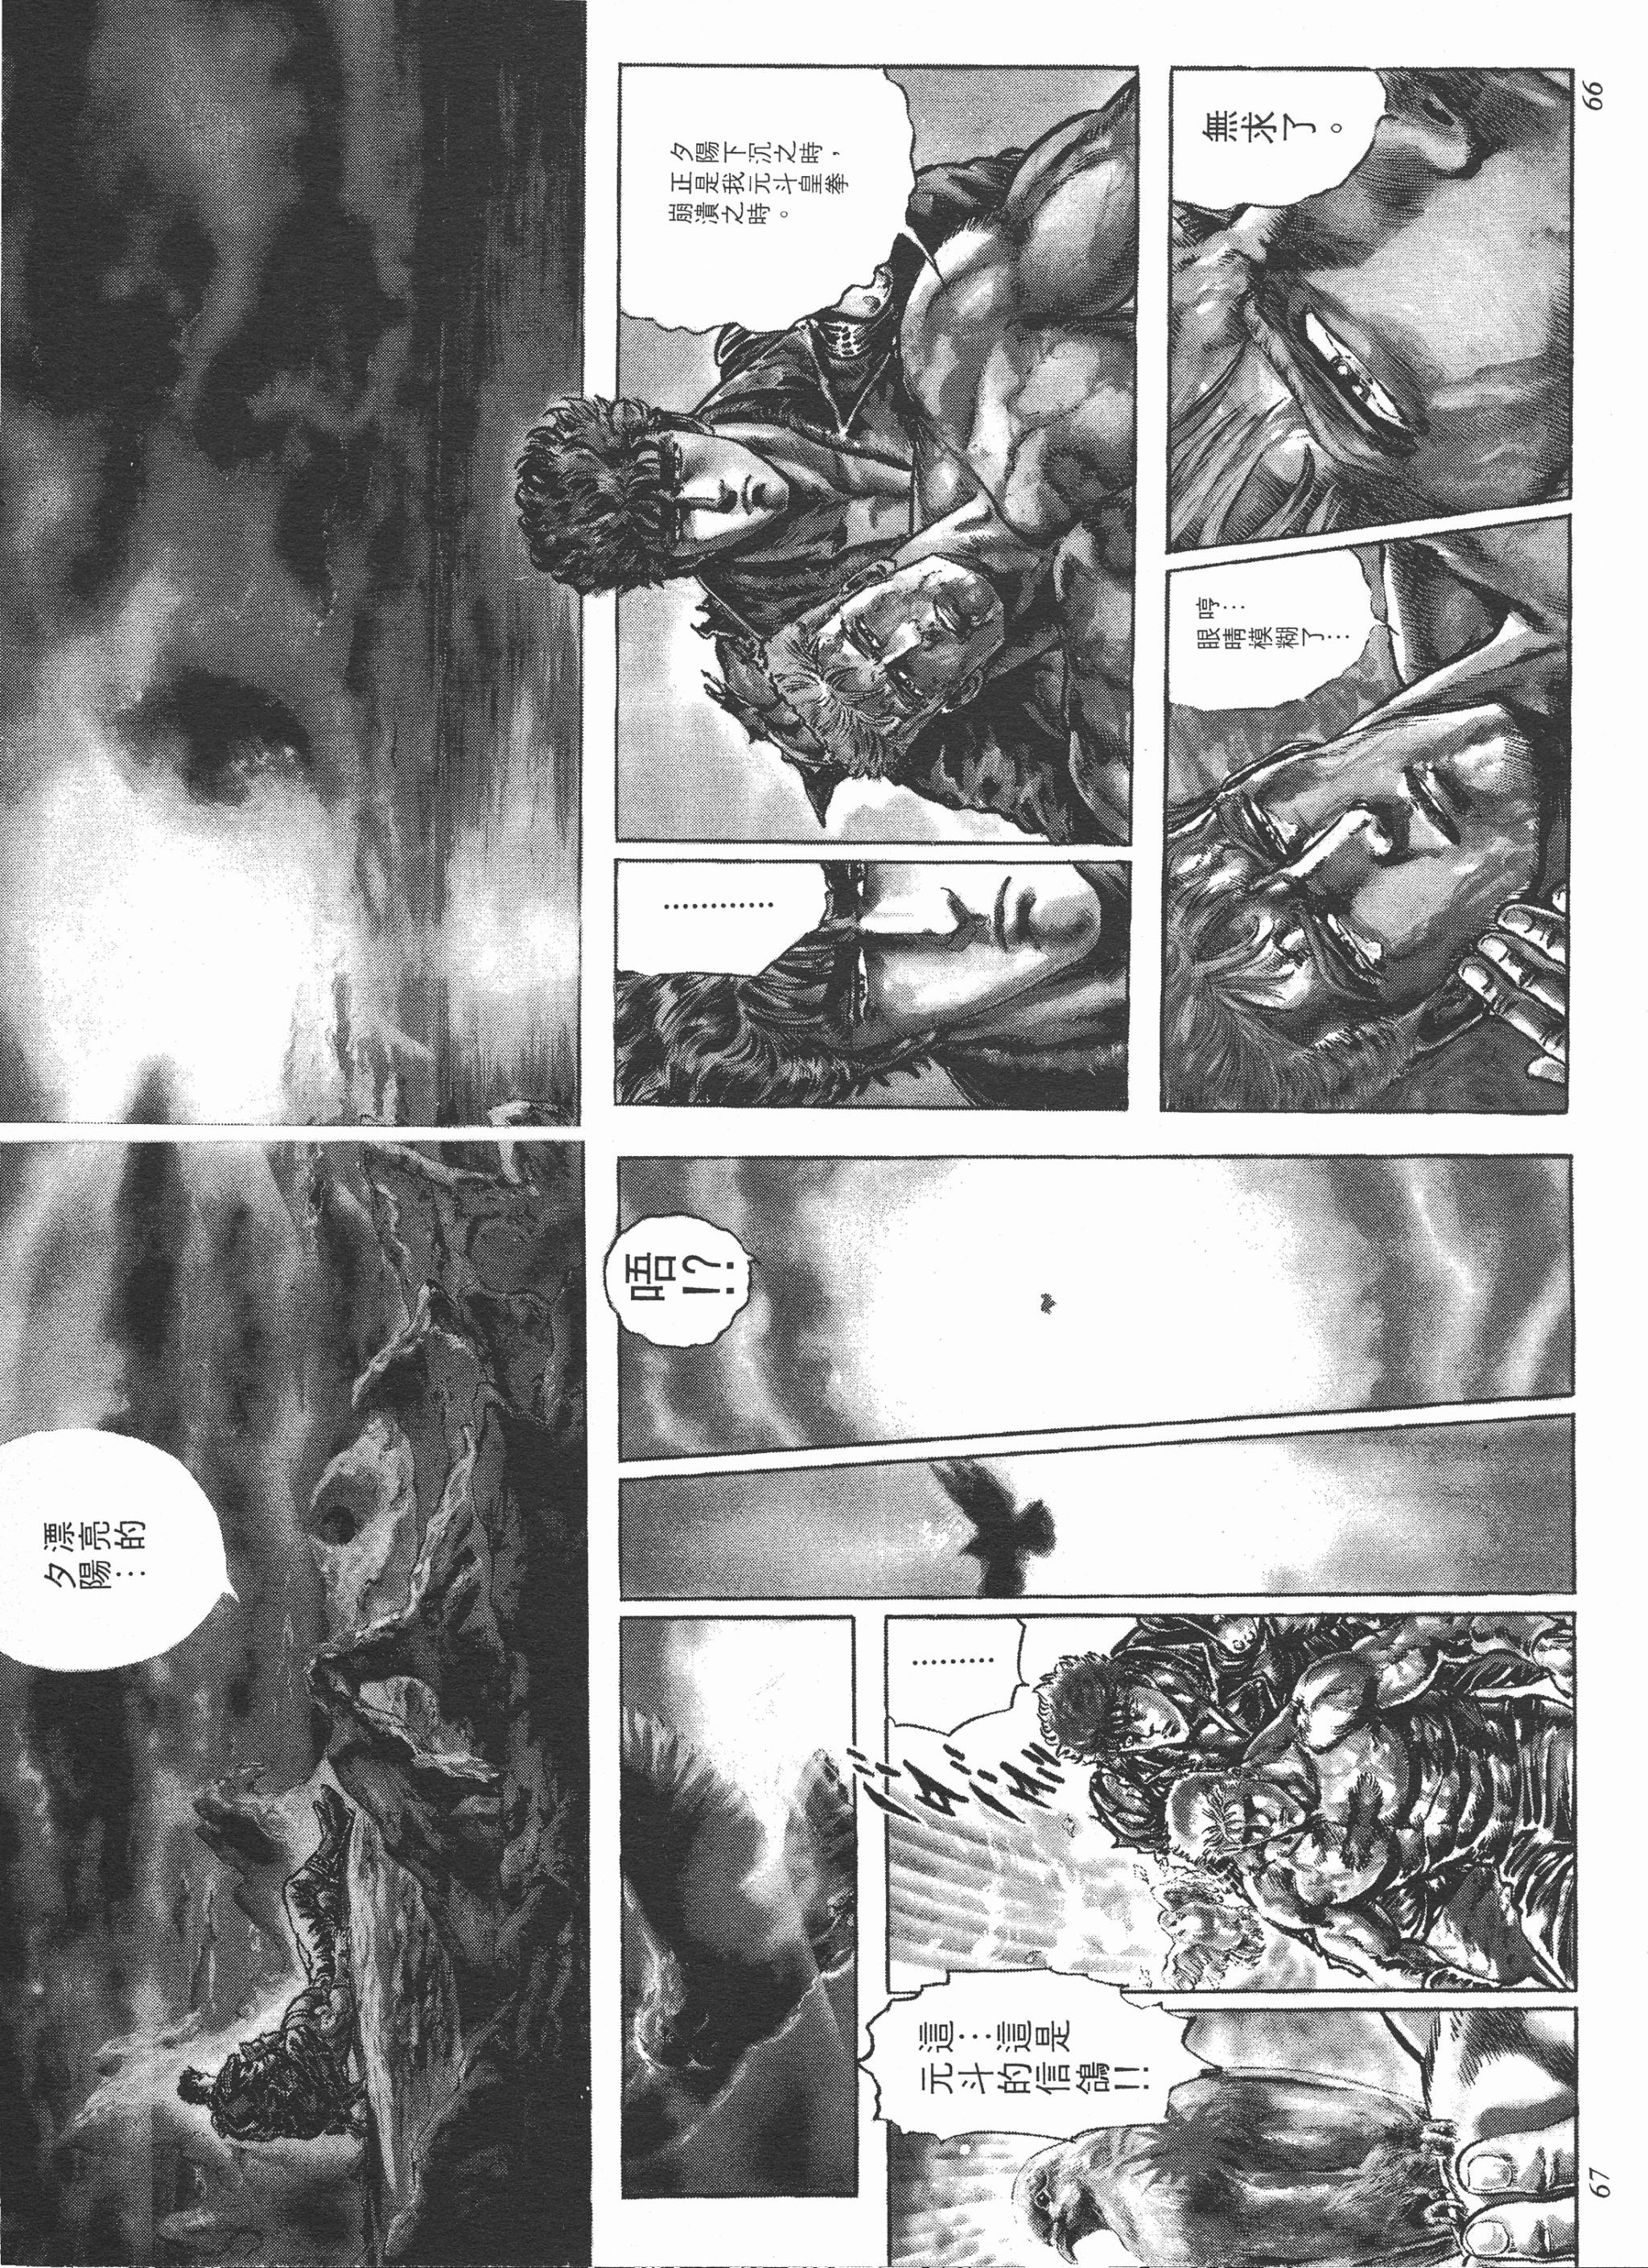 漂亮的
夕陽…
夕陽下沉之時，
正是我元斗皇拳
崩潰之時。
…………
無求了。
哼…
眼睛模糊了…
66
唔!?
………
這…這是
元斗的信鴿!!
67